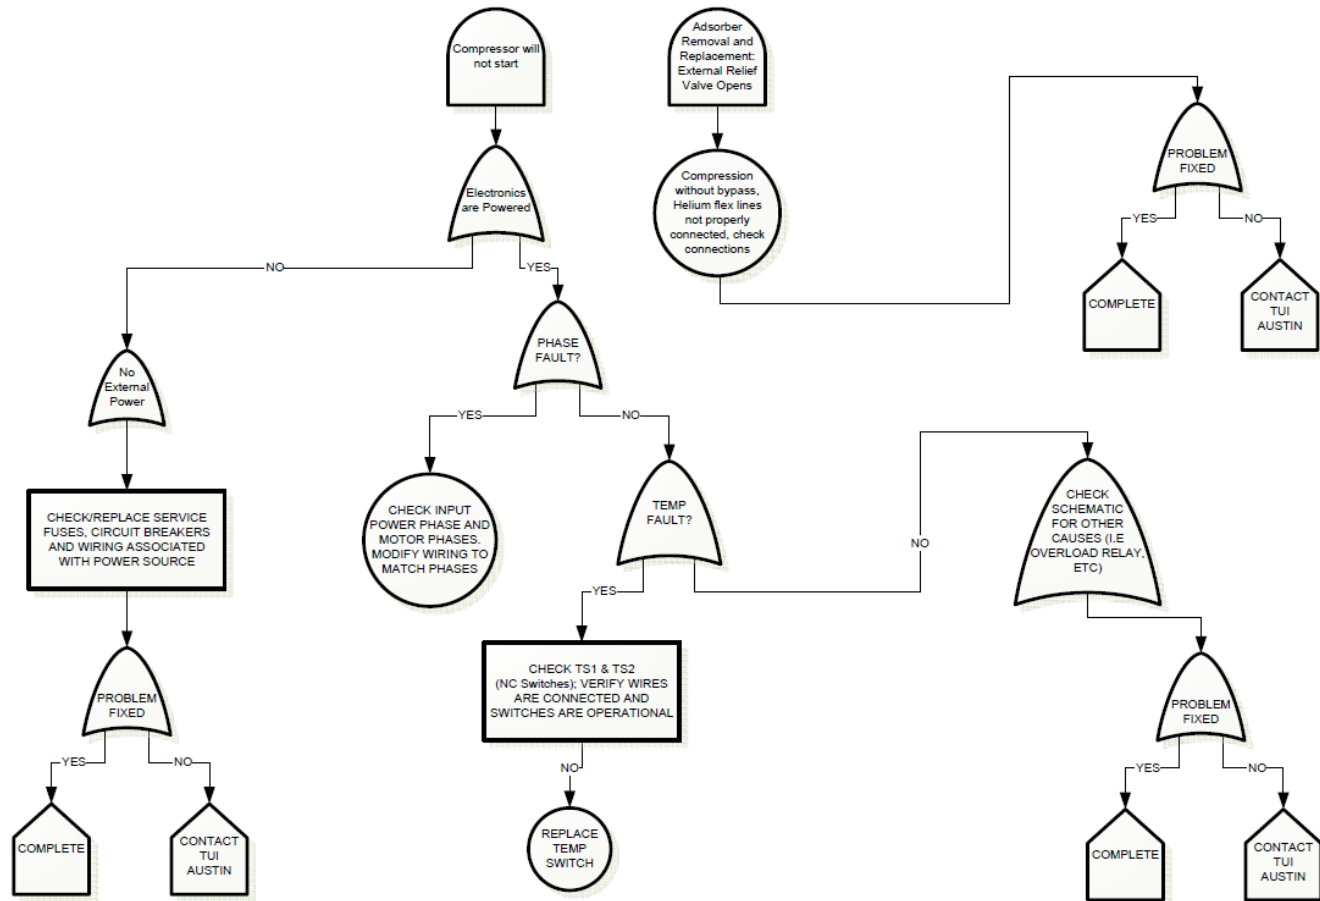 Compressor will
not start
Adsorber
Removal and
Replacement:
External Relief
Valve Opens
PROBLEM
FIXED
YES
NO
COMPLETE
CONTACT
TUI
AUSTIN
Electronics
are Powered
Compression
without bypass,
Helium flex lines
not properly
connected, check
connections
NO
YES
PHASE
FAULT?
No
External
Power
YES
NO
CHECK/REPLACE SERVICE
FUSES, CIRCUIT BREAKERS
AND WIRING ASSOCIATED
WITH POWER SOURCE
CHECK INPUT
POWER PHASE AND
MOTOR PHASES.
MODIFY WIRING TO
MATCH PHASES
TEMP
FAULT?
NO
CHECK
SCHEMATIC
FOR OTHER
CAUSES (I.E
OVERLOAD RELAY,
ETC)
YES
CHECK TS1 & TS2
(NC Switches); VERIFY WIRES
ARE CONNECTED AND
SWITCHES ARE OPERATIONAL
NO
REPLACE
TEMP
SWITCH
PROBLEM
FIXED
YES
NO
COMPLETE
CONTACT
TUI
AUSTIN
PROBLEM
FIXED
YES
NO
COMPLETE
CONTACT
TUI
AUSTIN